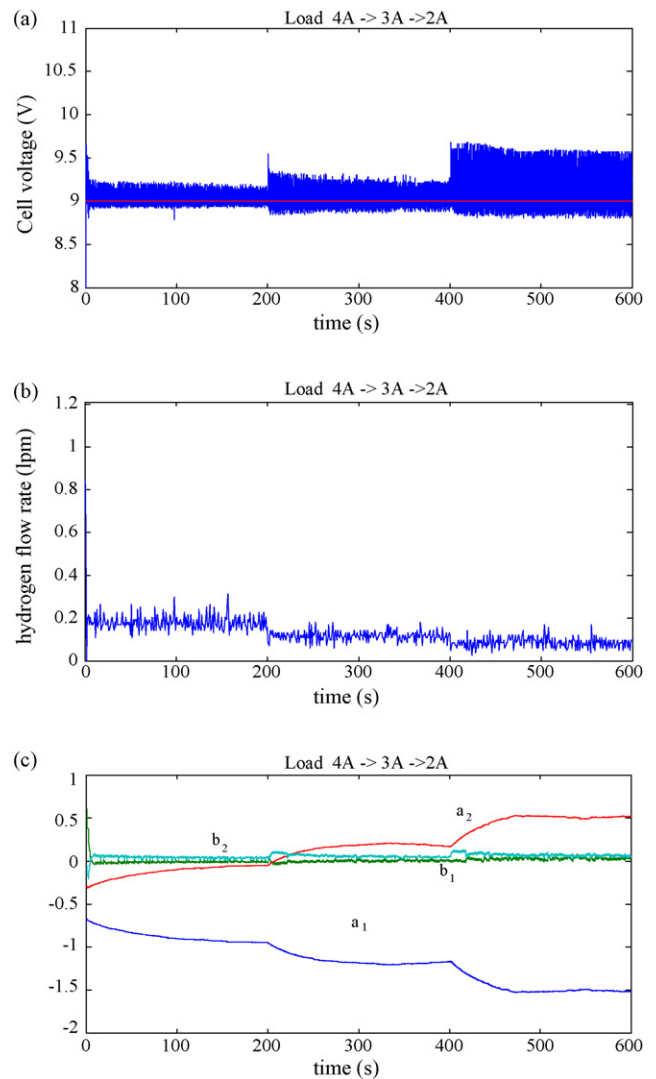 (a)
Load 4A -> 3A ->2A
11
10.5
10
9.5
9
8.5
8
Cell voltage (V)
0 100 200 300 400 500 600
time (s)
(b)
Load 4A -> 3A ->2A
1.2
1
0.8
0.6
0.4
0.2
0
hydrogen flow rate (lpm)
0 100 200 300 400 500 600
time (s)
(c)
Load 4A -> 3A ->2A
1
0.5
0
-0.5
-1
-1.5
-2
a2
b2
b1
a1
0 100 200 300 400 500 600
time (s)